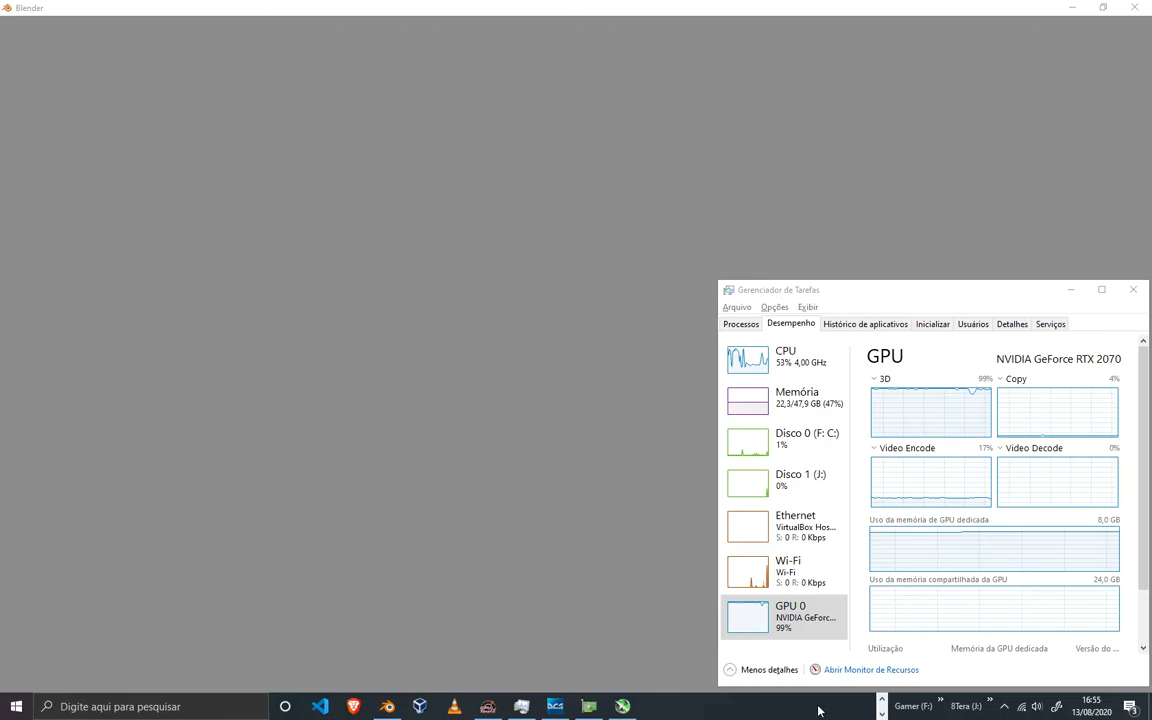 Blender
Gerenciador de Tarefas
Arquivo Opções Exibir
Processos Desempenho Histórico de aplicativos Inicializar Usuários Detalhes Serviços
CPU
53% 4,00 GHz
Memória
22,3/47,9 GB (47%)
Disco 0 (F: C:)
1%
Disco 1 (J:)
0%
Ethernet
VirtualBox Hos...
S: 0 R: 0 Kbps
Wi-Fi
Wi-Fi
S: 0 R: 0 Kbps
GPU 0
NVIDIA GeForc...
99%
GPU NVIDIA GeForce RTX 2070
3D 99% Copy 4%
Video Encode 17% Video Decode 0%
Uso da memória de GPU dedicada 8,0 GB
Uso da memória compartilhada da GPU 24,0 GB
Utilização Memória da GPU dedicada Versão do ...
Menos detalhes Abrir Monitor de Recursos
Digite aqui para pesquisar
DCS
Gamer (F:) » 8Tera (J:) »
16:55
13/08/2020
3